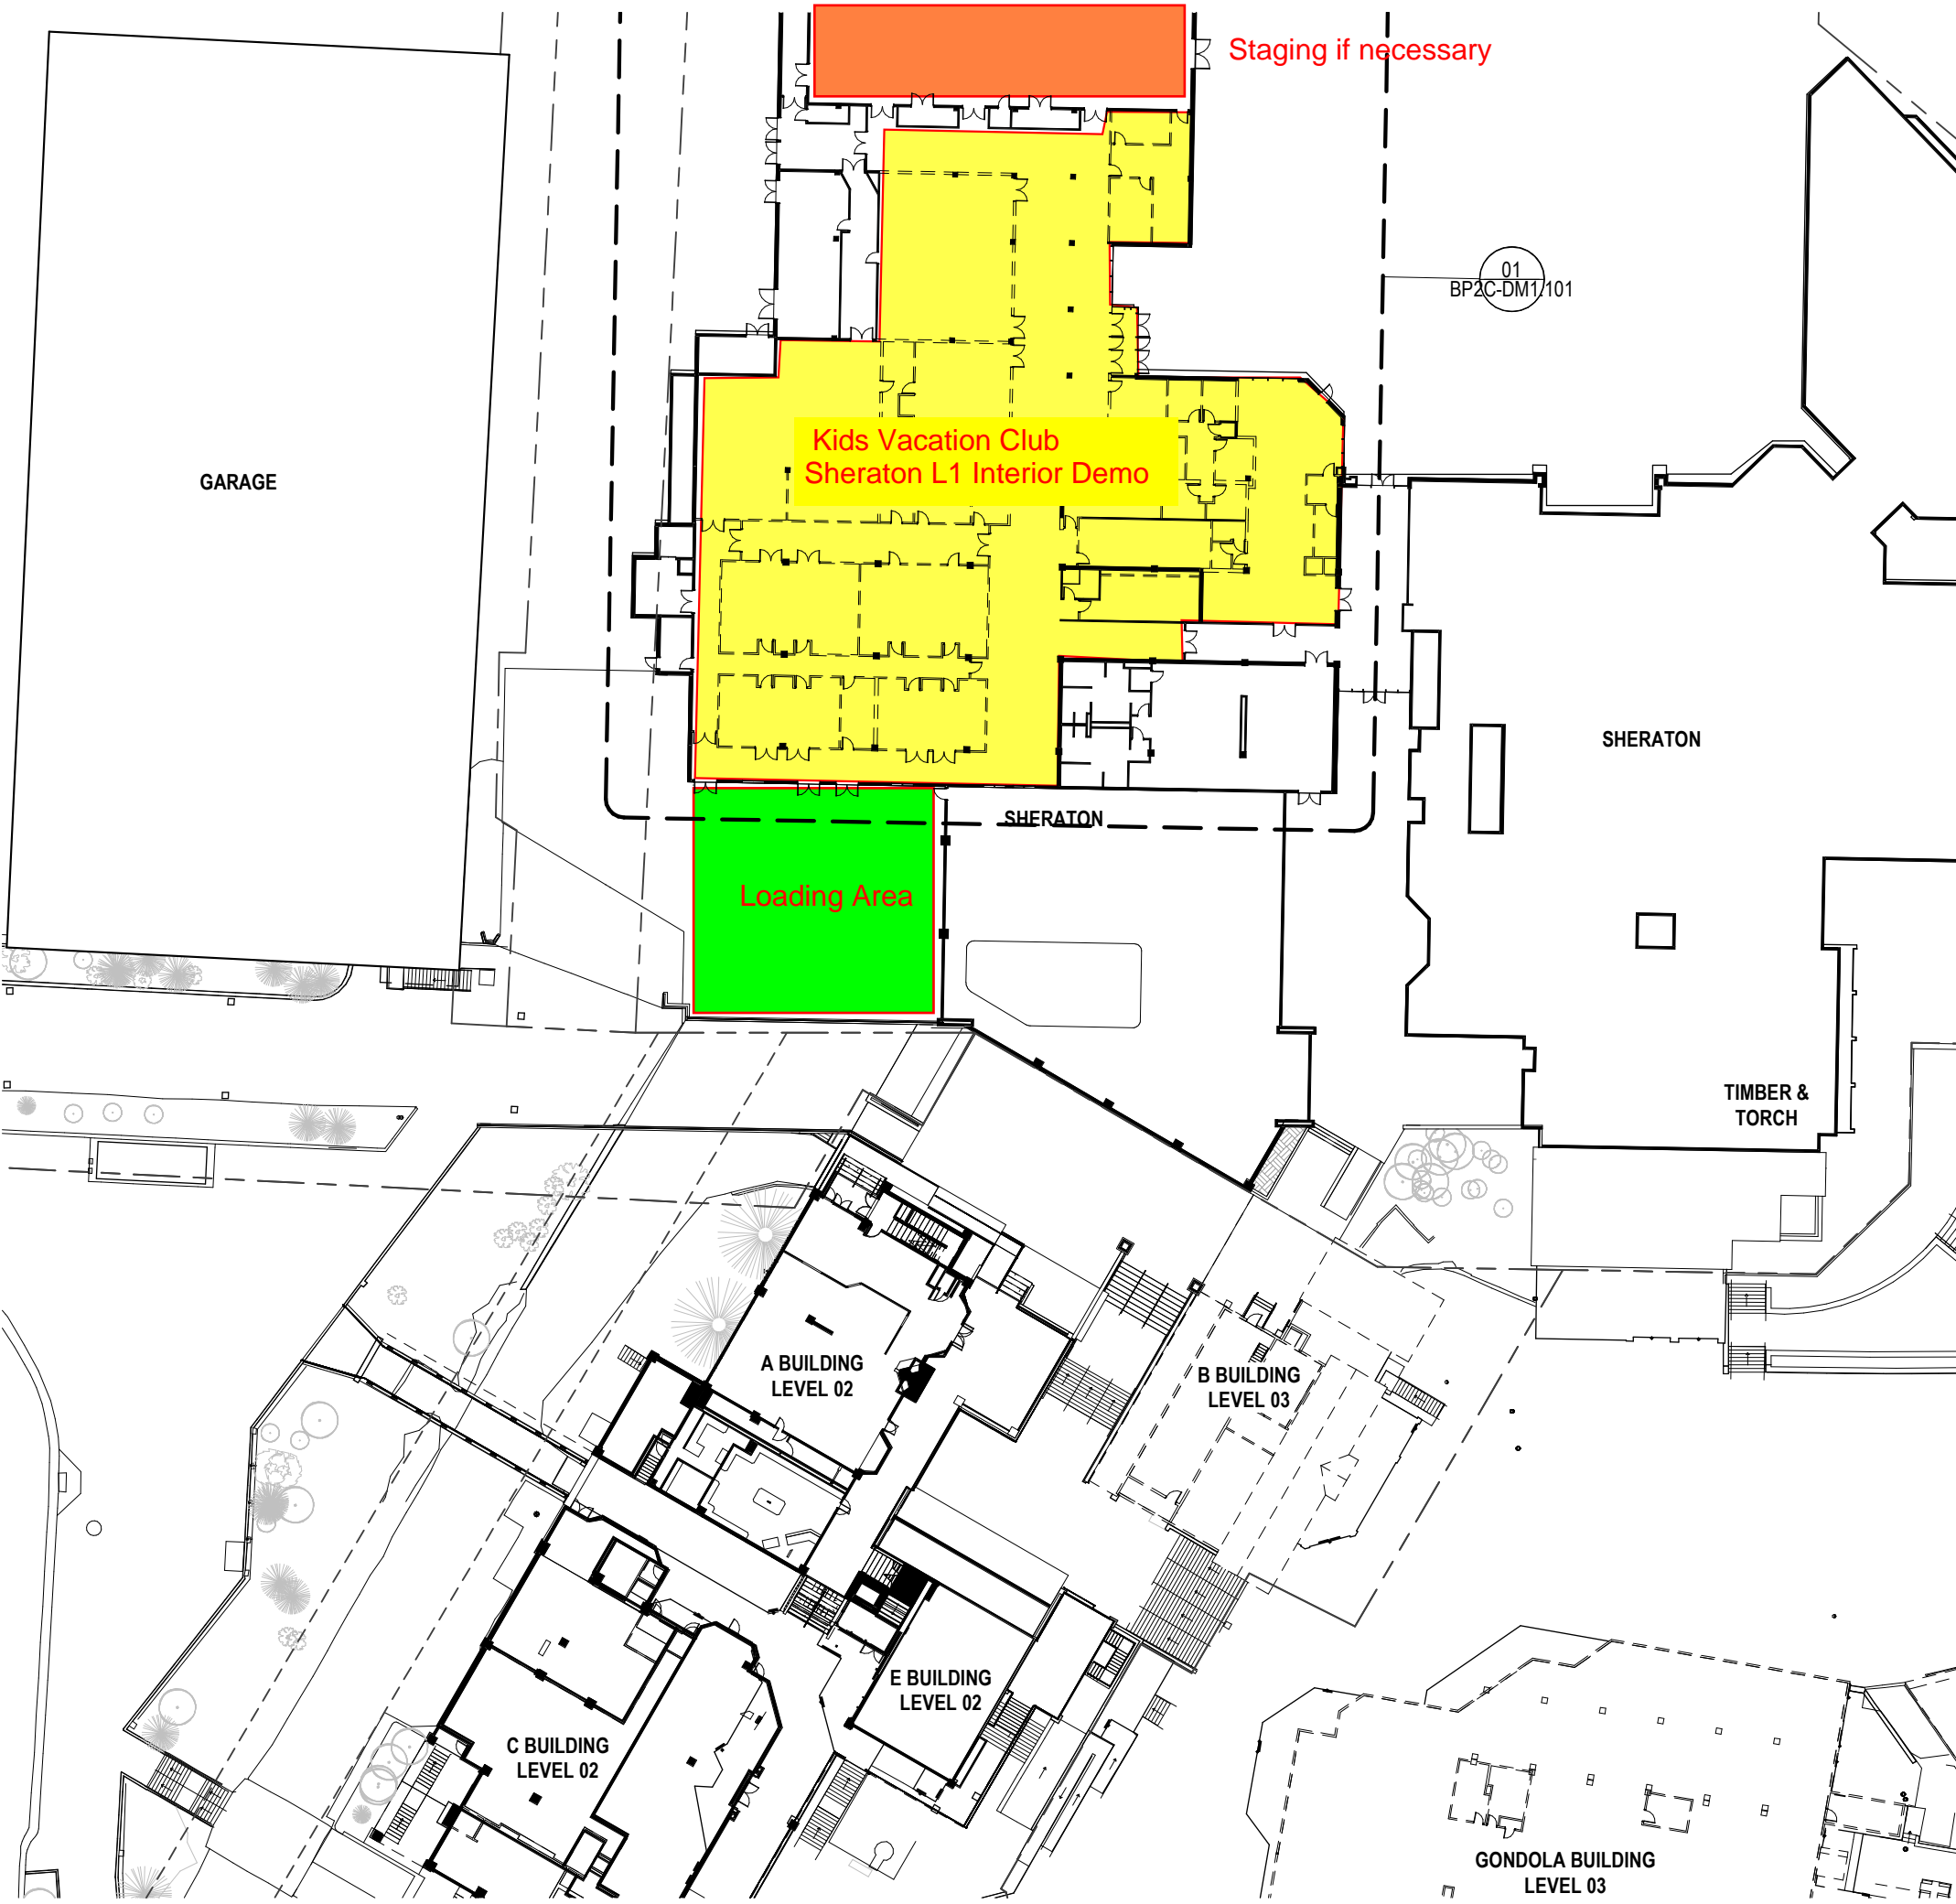 Staging if necessary
01
BP2C-DM1.101
Kids Vacation Club
Sheraton L1 Interior Demo
GARAGE
SHERATON
SHERATON
Loading Area
TIMBER &
TORCH
A BUILDING
LEVEL 02
B BUILDING
LEVEL 03
E BUILDING
LEVEL 02
C BUILDING
LEVEL 02
GONDOLA BUILDING
LEVEL 03